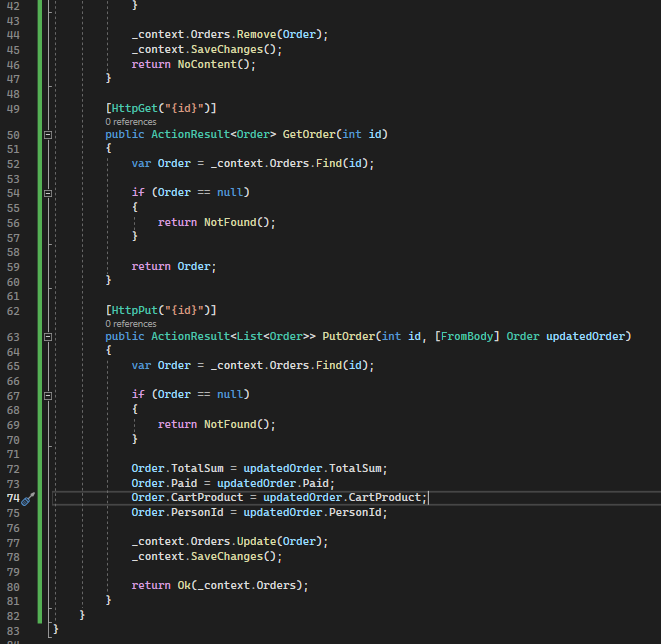 42 }
43
44 _context.Orders.Remove(Order);
45 _context.SaveChanges();
46 return NoContent();
47 }
48
49 [HttpGet("{id}")]
0 references
50 public ActionResult<Order> GetOrder(int id)
51 {
52 var Order = _context.Orders.Find(id);
53
54 if (Order == null)
55 {
56 return NotFound();
57 }
58
59 return Order;
60 }
61
62 [HttpPut("{id}")]
0 references
63 public ActionResult<List<Order>> PutOrder(int id, [FromBody] Order updatedOrder)
64 {
65 var Order = _context.Orders.Find(id);
66
67 if (Order == null)
68 {
69 return NotFound();
70 }
71
72 Order.TotalSum = updatedOrder.TotalSum;
73 Order.Paid = updatedOrder.Paid;
74 Order.CartProduct = updatedOrder.CartProduct;
75 Order.PersonId = updatedOrder.PersonId;
76
77 _context.Orders.Update(Order);
78 _context.SaveChanges();
79
80 return Ok(_context.Orders);
81 }
82 }
83 }